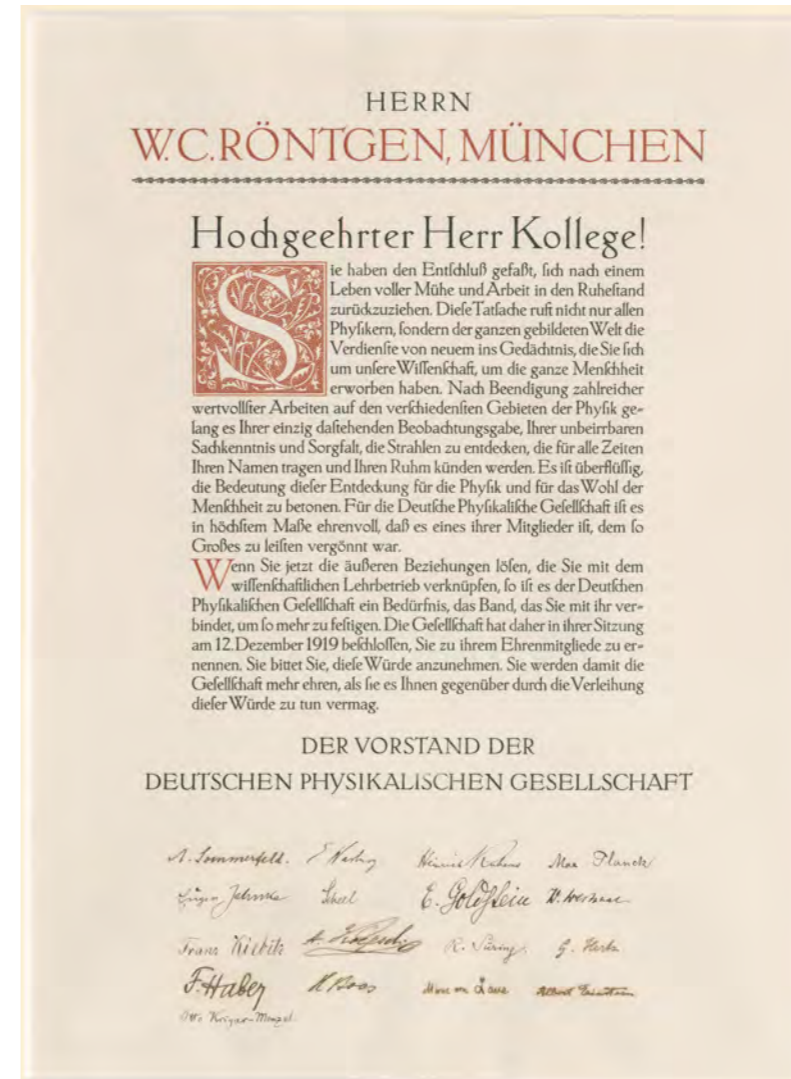 HERRN
W.C.RÖNTGEN, MÜNCHEN
Hochgeehrter Herr Kollege!
Sie haben den Entſchluß gefaßt, ſich nach einem
Leben voller Mühe und Arbeit in den Ruheſtand
zurückzuziehen. Dieſe Tatſache ruft nicht nur allen
Phyſikern, ſondern der ganzen gebildeten Welt die
Verdienſte von neuem ins Gedächtnis, die Sie ſich
um unſere Wiſſenſchaft, um die ganze Menſchheit
erworben haben. Nach Beendigung zahlreicher
wertvollſter Arbeiten auf den verſchiedenſten Gebieten der Phyſik ge-
lang es Ihrer einzig daſtehenden Beobachtungsgabe, Ihrer unbeirrbaren
Sachkenntnis und Sorgfalt, die Strahlen zu entdecken, die für alle Zeiten
Ihren Namen tragen und Ihren Ruhm künden werden. Es iſt überflüſſig,
die Bedeutung dieſer Entdeckung für die Phyſik und für das Wohl der
Menſchheit zu betonen. Für die Deutſche Phyſikaliſche Geſellſchaft iſt es
in höchſtem Maße ehrenvoll, daß es eines ihrer Mitglieder iſt, dem ſo
Großes zu leiſten vergönnt war.
Wenn Sie jetzt die äußeren Beziehungen löſen, die Sie mit dem
wiſſenſchaftlichen Lehrbetrieb verknüpfen, ſo iſt es der Deutſchen
Phyſikaliſchen Geſellſchaft ein Bedürfnis, das Band, das Sie mit ihr ver-
bindet, um ſo mehr zu feſtigen. Die Geſellſchaft hat daher in ihrer Sitzung
am 12. Dezember 1919 beſchloſſen, Sie zu ihrem Ehrenmitgliede zu er-
nennen. Sie bittet Sie, dieſe Würde anzunehmen. Sie werden damit die
Geſellſchaft mehr ehren, als ſie es Ihnen gegenüber durch die Verleihung
dieſer Würde zu tun vermag.
DER VORSTAND DER
DEUTSCHEN PHYSIKALISCHEN GESELLSCHAFT
A. Sommerfeld. E Heinrich Rubens Max Planck
Eugen Jahnke Scheel E. Goldſtein W. Westphal
Franz Kiebitz A. R. Süring. G. Hertz
F. Haber H Boas Max von Laue Albert Einstein
Otto Krigar-Menzel.